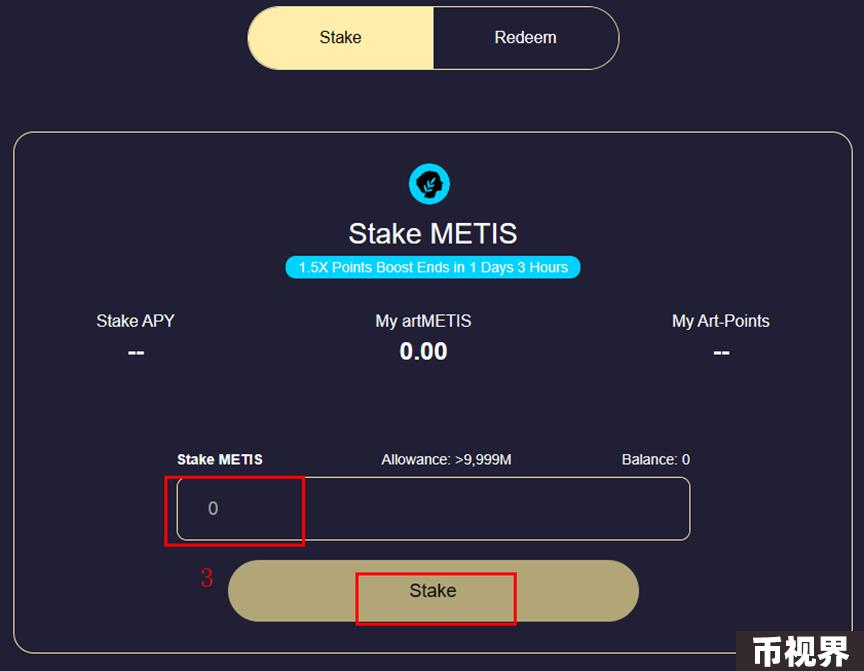 Stake Redeem
Stake METIS
1.5X Points Boost Ends in 1 Days 3 Hours
Stake APY My artMETIS My Art-Points
-- 0.00 --
Stake METIS Allowance: >9,999M Balance: 0
0
3
Stake
币视界